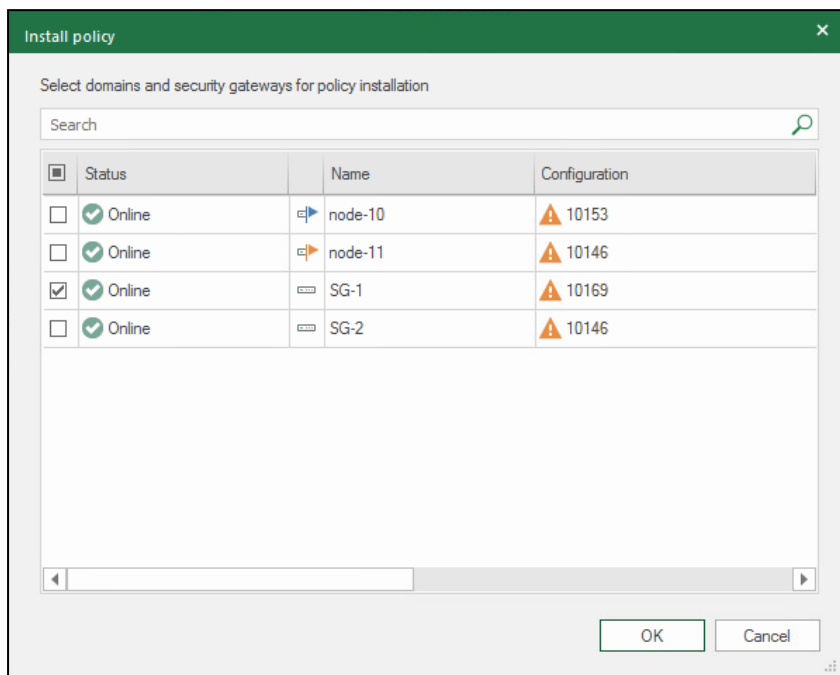 Install policy
Select domains and security gateways for policy installation
Search
Status Name Configuration
Online node-10 10153
Online node-11 10146
Online SG-1 10169
Online SG-2 10146
OK Cancel